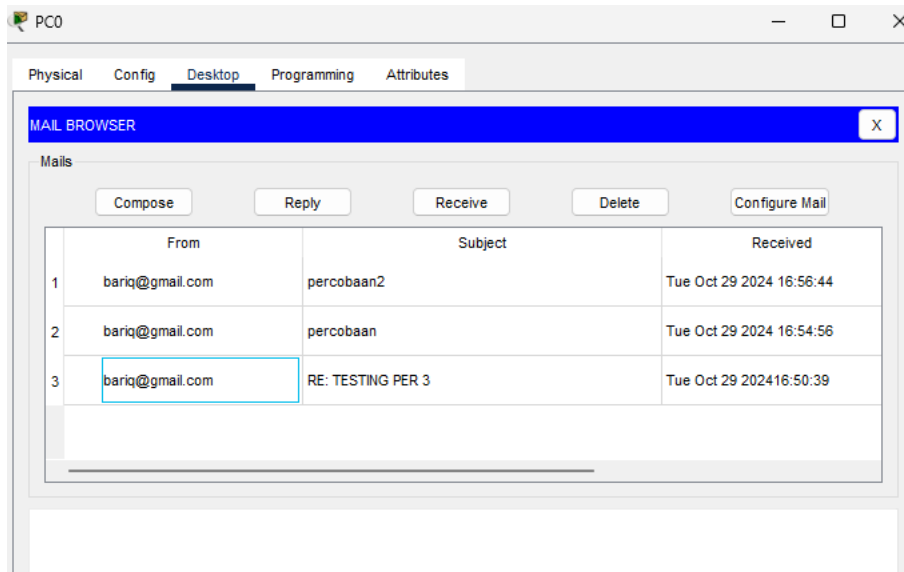 PC0
Physical Config Desktop Programming Attributes
MAIL BROWSER X
Mails
Compose Reply Receive Delete Configure Mail
From Subject Received
1 bariq@gmail.com percobaan2 Tue Oct 29 2024 16:56:44
2 bariq@gmail.com percobaan Tue Oct 29 2024 16:54:56
3 bariq@gmail.com RE: TESTING PER 3 Tue Oct 29 202416:50:39